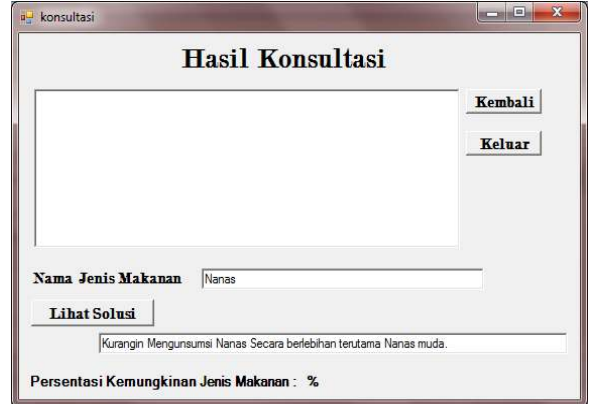 konsultasi
Hasil Konsultasi
Kembali
Keluar
Nama Jenis Makanan Nanas
Lihat Solusi
Kurangin Mengunsumsi Nanas Secara berlebihan terutama Nanas muda.
Persentasi Kemungkinan Jenis Makanan : %